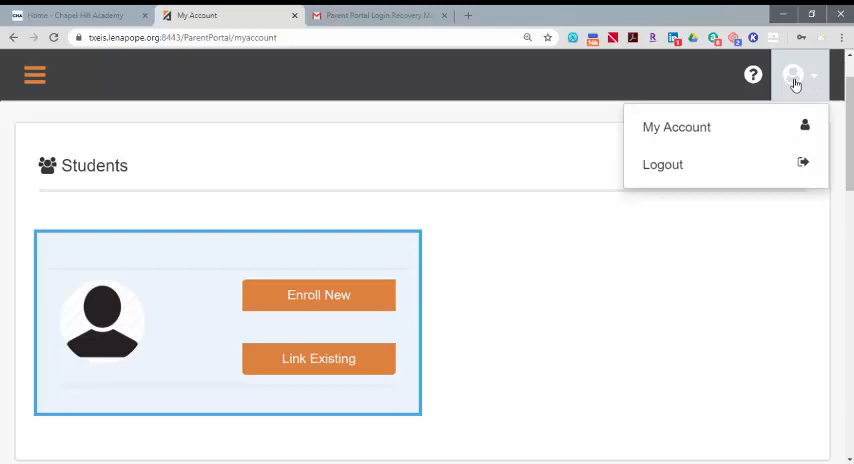 CHA Home - Chapel Hill Academy
My Account
Parent Portal Login Recovery
txeis.lenapope.org:8443/ParentPortal/myaccount
?
My Account
Logout
Students
Enroll New
Link Existing